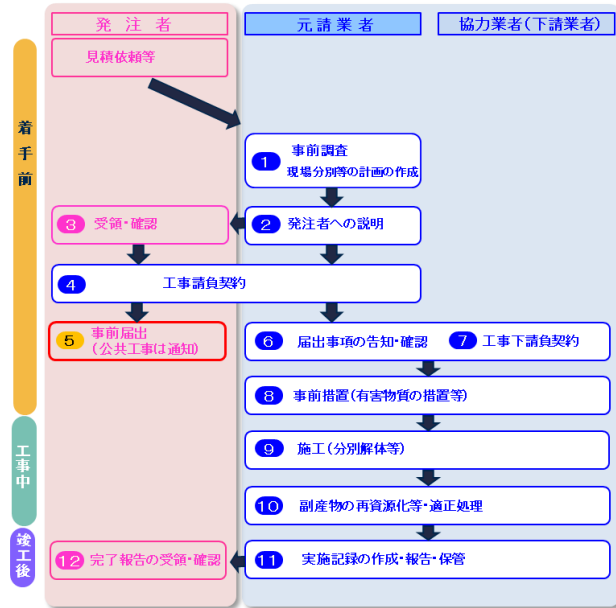 発注者
元請業者
協力業者(下請業者)
見積依頼等
着手前
1 事前調査
現場分別等の計画の作成
3 受領・確認
2 発注者への説明
4 工事請負契約
5 事前届出
(公共工事は通知)
6 届出事項の告知・確認
7 工事下請負契約
8 事前措置(有害物質の措置等)
工事中
9 施工(分別解体等)
10 副産物の再資源化等・適正処理
竣工後
12 完了報告の受領・確認
11 実施記録の作成・報告・保管